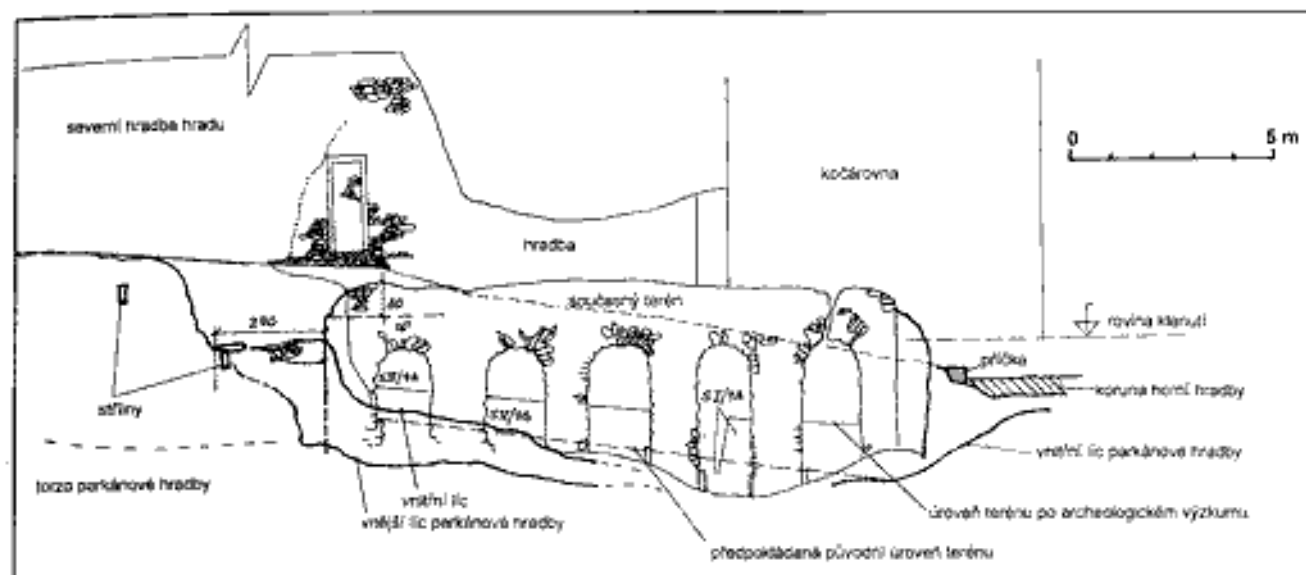 severní hradba hradu
0 5 m
kočárovna
hradba
současný terén
rovina klenutí
příčka
koruna horní hradby
střílny
vnitřní líc parkánové hradby
torzo parkánové hradby
vnitřní líc
vnější líc parkánové hradby
úroveň terénu po archeologickém výzkumu
předpokládaná původní úroveň terénu